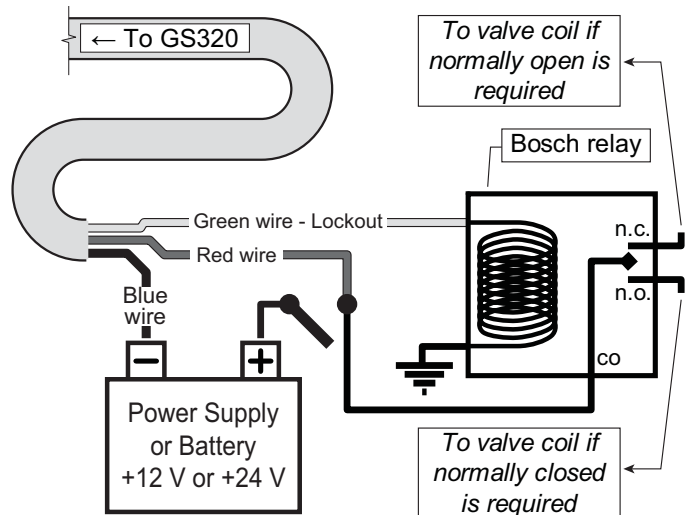 ← To GS320
To valve coil if
normally open is
required
Bosch relay
Green wire - Lockout
n.c.
Red wire
n.o.
Blue
wire
co
− +
Power Supply
or Battery
+12 V or +24 V
To valve coil if
normally closed
is required